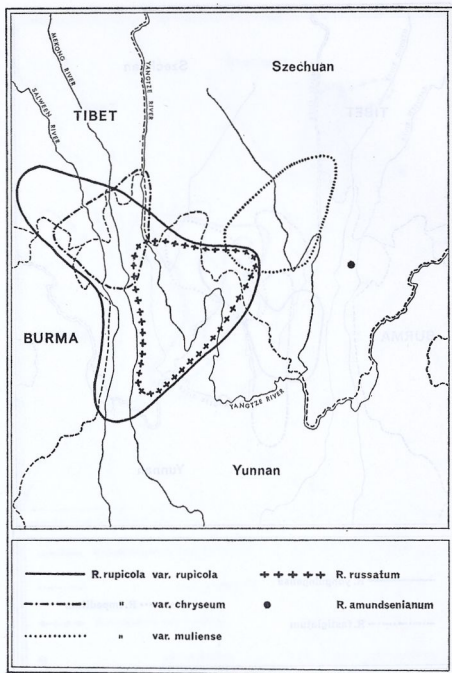 Szechuan
MEKONG RIVER
YANGTZE RIVER
SALWEEN RIVER
TIBET
BURMA
YANGTZE RIVER
Yunnan
R. rupicola var. rupicola
R. russatum
" var. chryseum
R. amundsenianum
" var. muliense